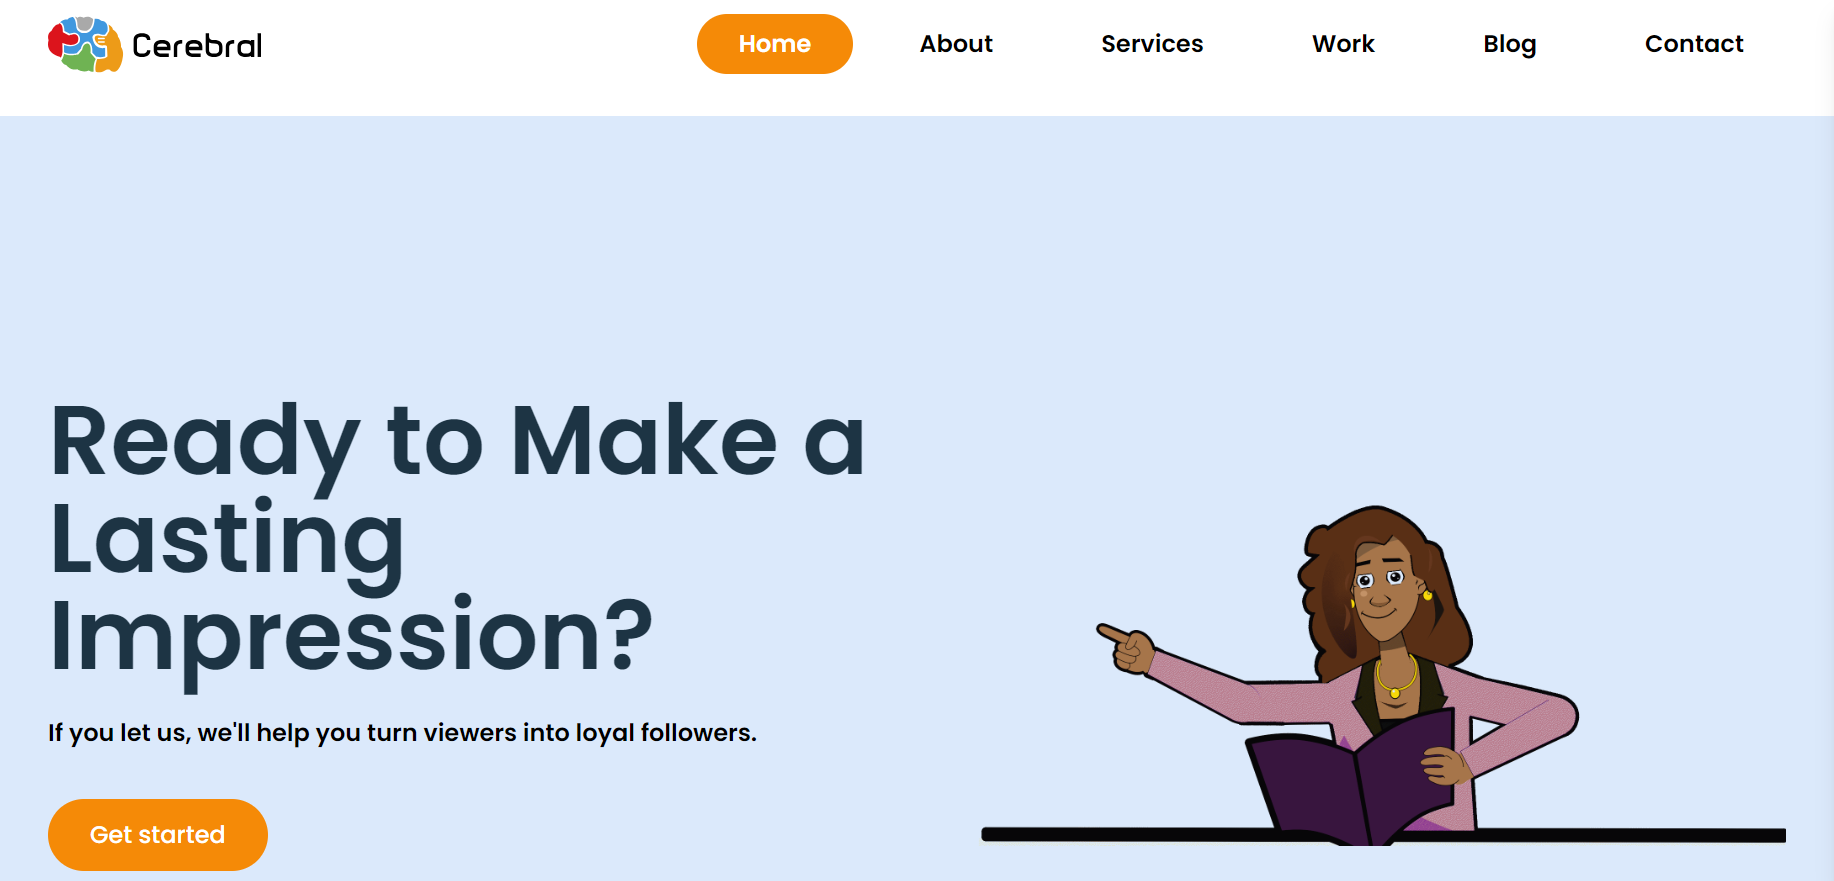 Cerebral
Home About Services Work Blog Contact
Ready to Make a
Lasting
Impression?
If you let us, we'll help you turn viewers into loyal followers.
Get started